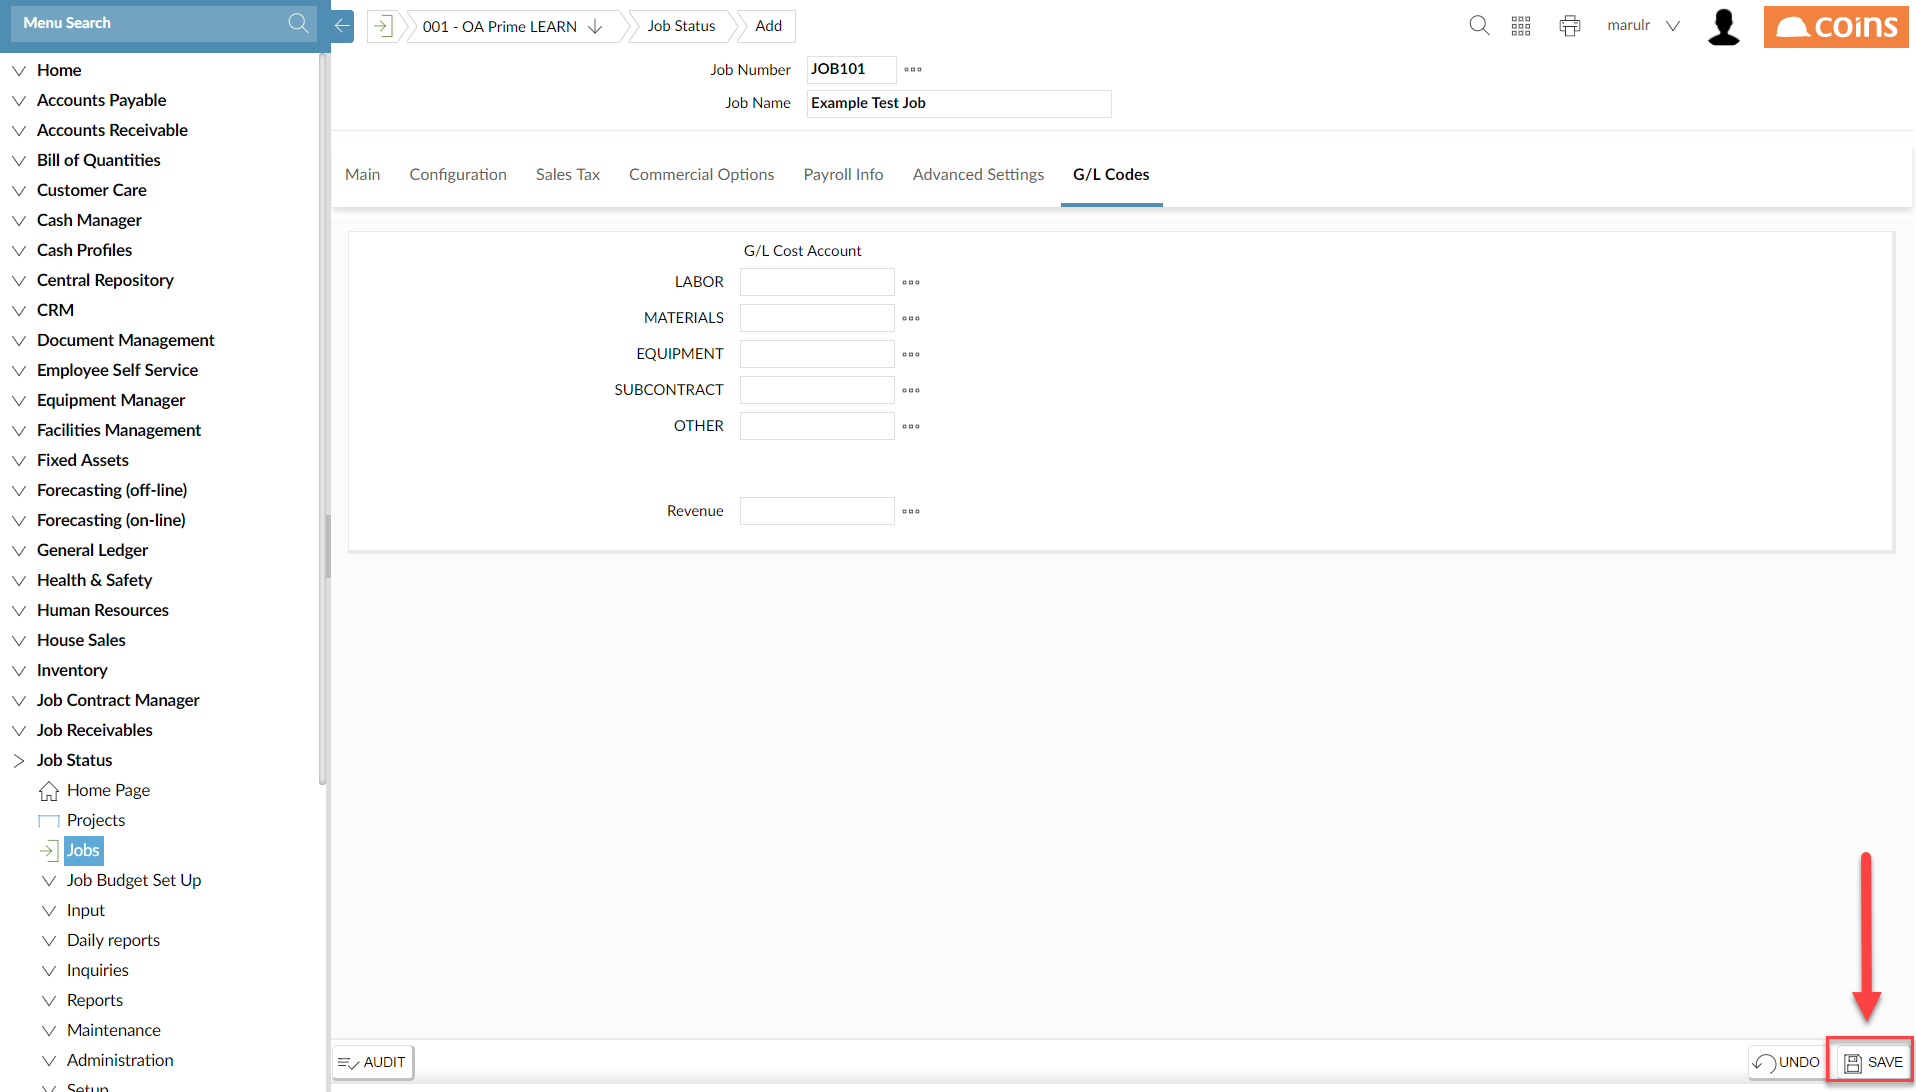 Menu Search
001 - OA Prime LEARN
Job Status
Add
marulr
coins
Job Number
JOB101
Job Name
Example Test Job
Main
Configuration
Sales Tax
Commercial Options
Payroll Info
Advanced Settings
G/L Codes
G/L Cost Account
LABOR
MATERIALS
EQUIPMENT
SUBCONTRACT
OTHER
Revenue
Home
Accounts Payable
Accounts Receivable
Bill of Quantities
Customer Care
Cash Manager
Cash Profiles
Central Repository
CRM
Document Management
Employee Self Service
Equipment Manager
Facilities Management
Fixed Assets
Forecasting (off-line)
Forecasting (on-line)
General Ledger
Health & Safety
Human Resources
House Sales
Inventory
Job Contract Manager
Job Receivables
Job Status
Home Page
Projects
Jobs
Job Budget Set Up
Input
Daily reports
Inquiries
Reports
Maintenance
Administration
Setup
AUDIT
UNDO
SAVE